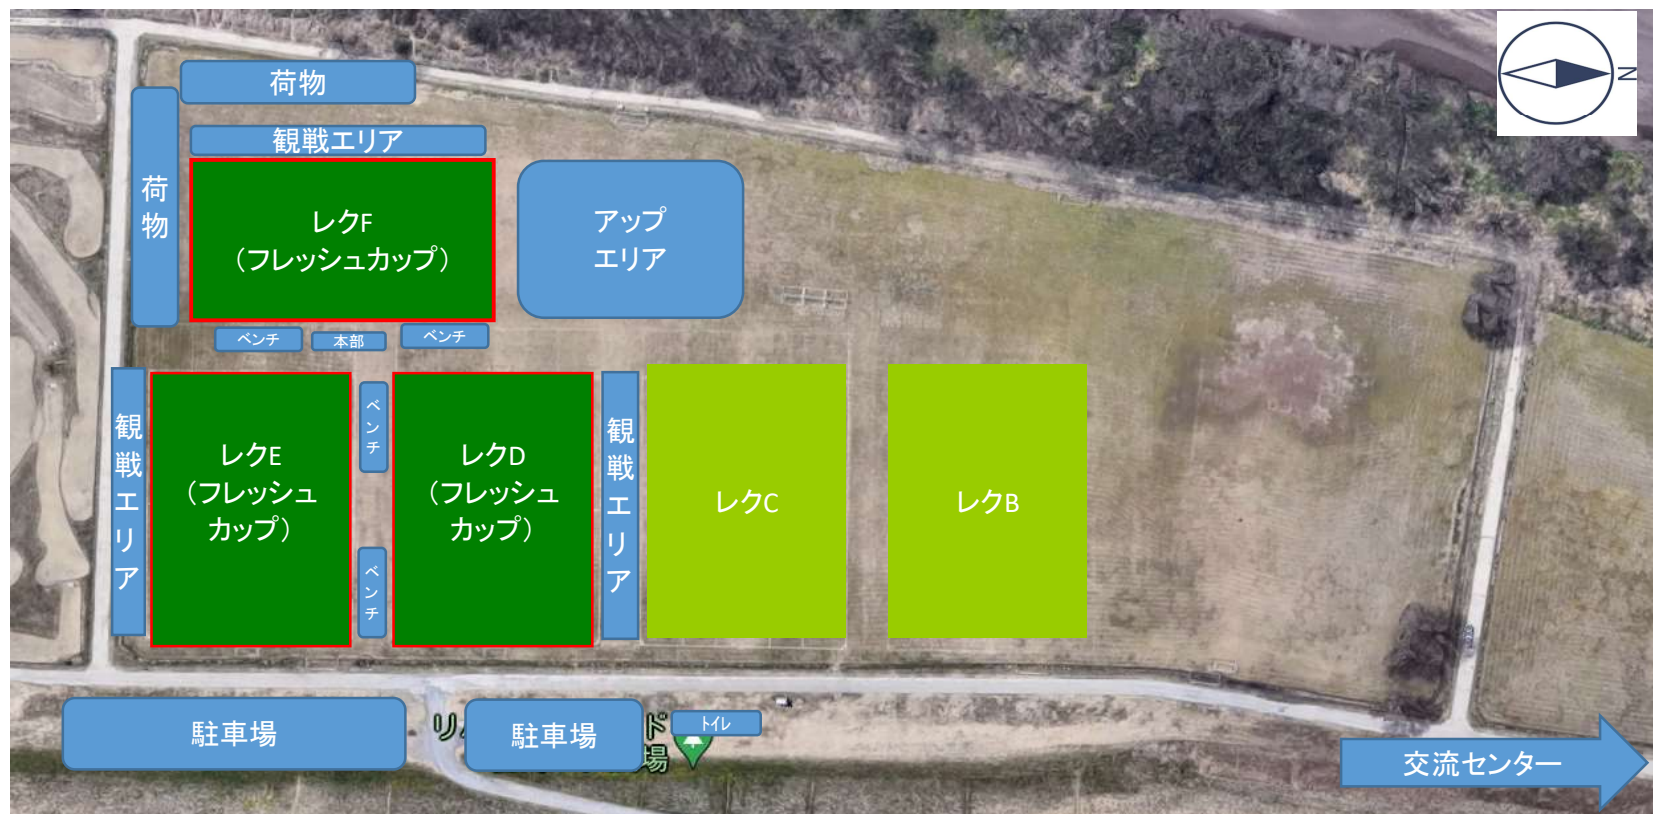 荷物
N
観戦エリア
荷物
レクF
（フレッシュカップ）
アップ
エリア
ベンチ
本部
ベンチ
観戦エリア
レクE
（フレッシュ
カップ）
ベンチ
ベンチ
レクD
（フレッシュ
カップ）
観戦エリア
レクC
レクB
駐車場
リ
駐車場
ド
場
トイレ
交流センター